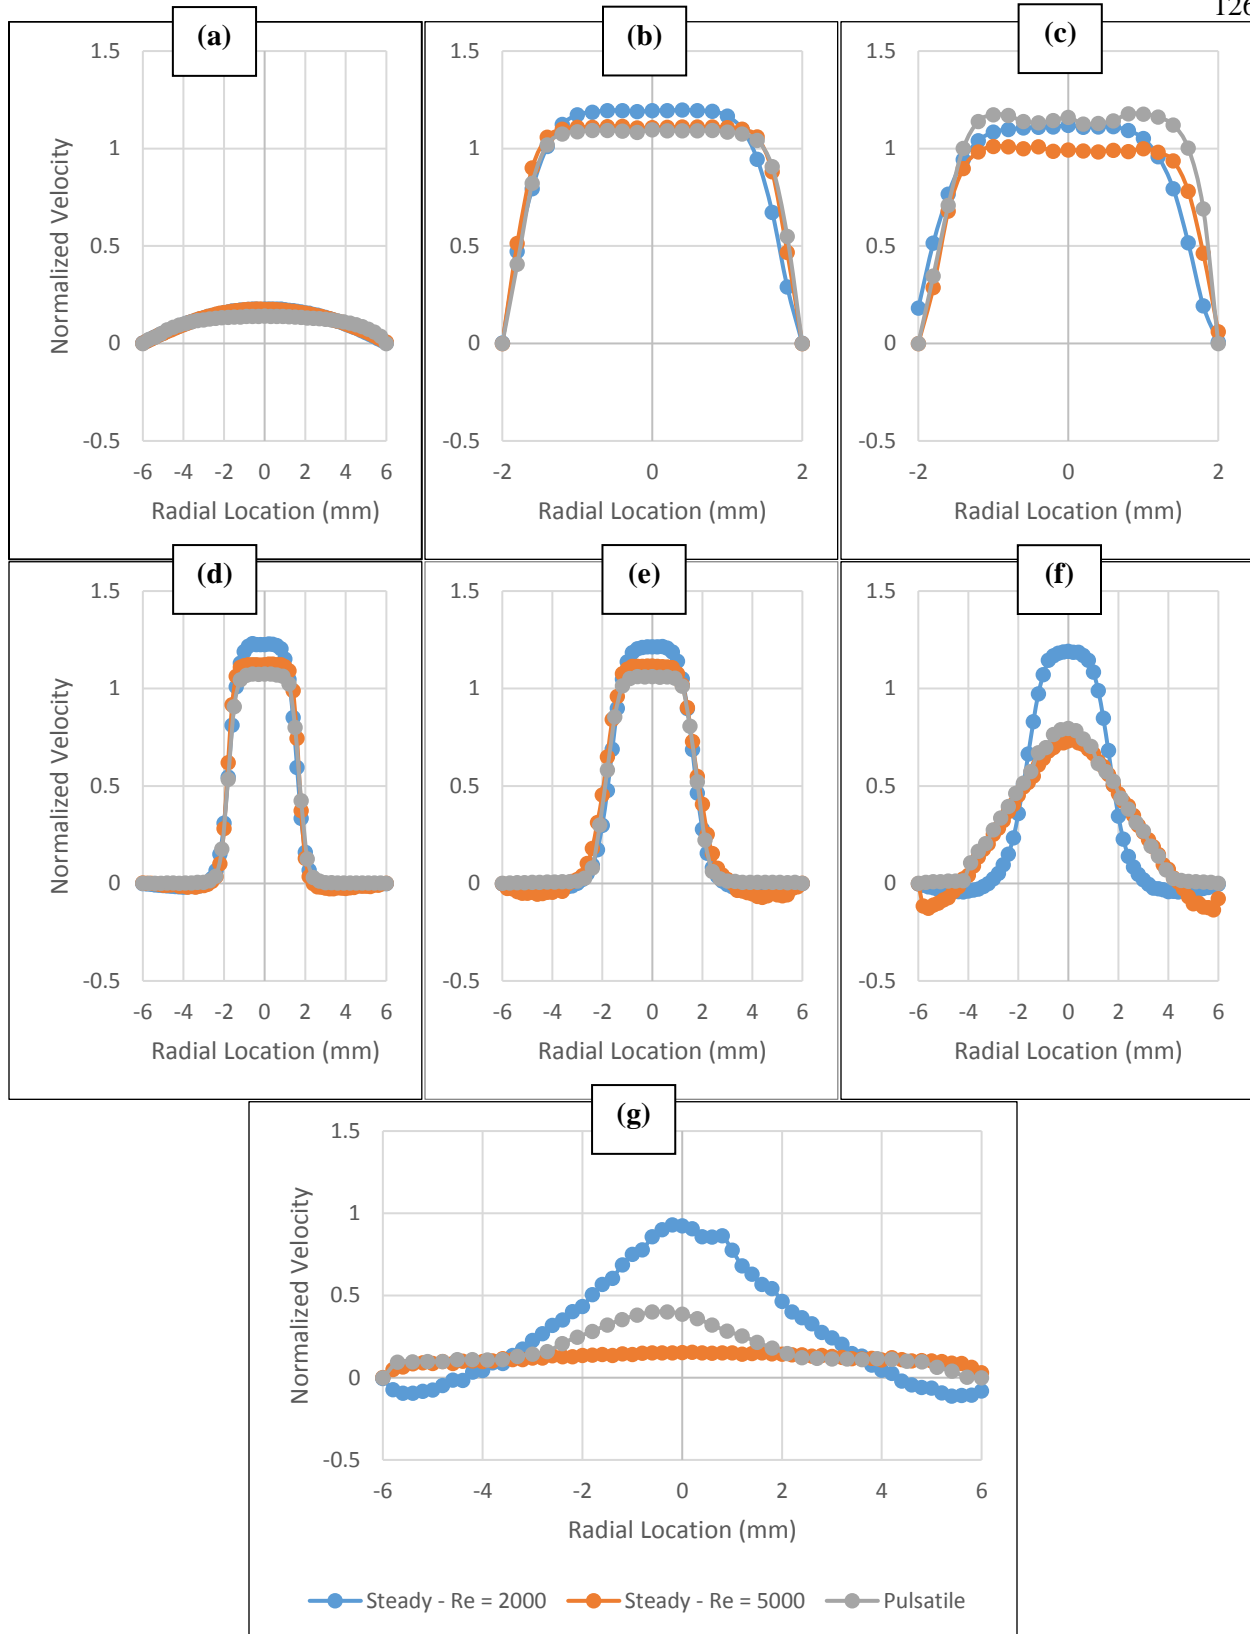 126
(a)
1.5
1
0.5
0
-0.5
-6 -4 -2 0 2 4 6
Normalized Velocity
Radial Location (mm)
(b)
1.5
1
0.5
0
-0.5
-2 0 2
Radial Location (mm)
(c)
1.5
1
0.5
0
-0.5
-2 0 2
Radial Location (mm)
(d)
1.5
1
0.5
0
-0.5
-6 -4 -2 0 2 4 6
Normalized Velocity
Radial Location (mm)
(e)
1.5
1
0.5
0
-0.5
-6 -4 -2 0 2 4 6
Radial Location (mm)
(f)
1.5
1
0.5
0
-0.5
-6 -4 -2 0 2 4 6
Radial Location (mm)
(g)
1.5
1
0.5
0
-0.5
-6 -4 -2 0 2 4 6
Normalized Velocity
Radial Location (mm)
Steady - Re = 2000 Steady - Re = 5000 Pulsatile